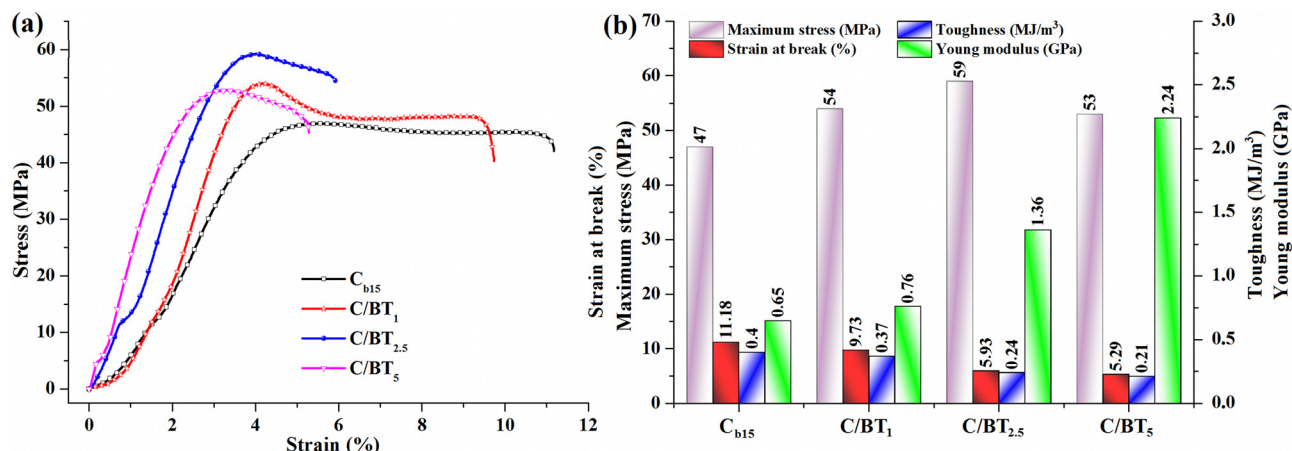 (a)
Stress (MPa)
60
50
40
30
20
10
0
C_b15
C/BT_1
C/BT_2.5
C/BT_5
0 2 4 6 8 10 12
Strain (%)
(b)
Strain at break (%)
Maximum stress (MPa)
70
60
50
40
30
20
10
0
Maximum stress (MPa)
Strain at break (%)
Toughness (MJ/m³)
Young modulus (GPa)
47
11.18
0.4
0.65
54
9.73
0.37
0.76
59
5.93
0.24
1.36
53
5.29
0.21
2.24
C_b15 C/BT_1 C/BT_2.5 C/BT_5
3.0
2.5
2.0
1.5
1.0
0.5
0.0
Toughness (MJ/m³)
Young modulus (GPa)